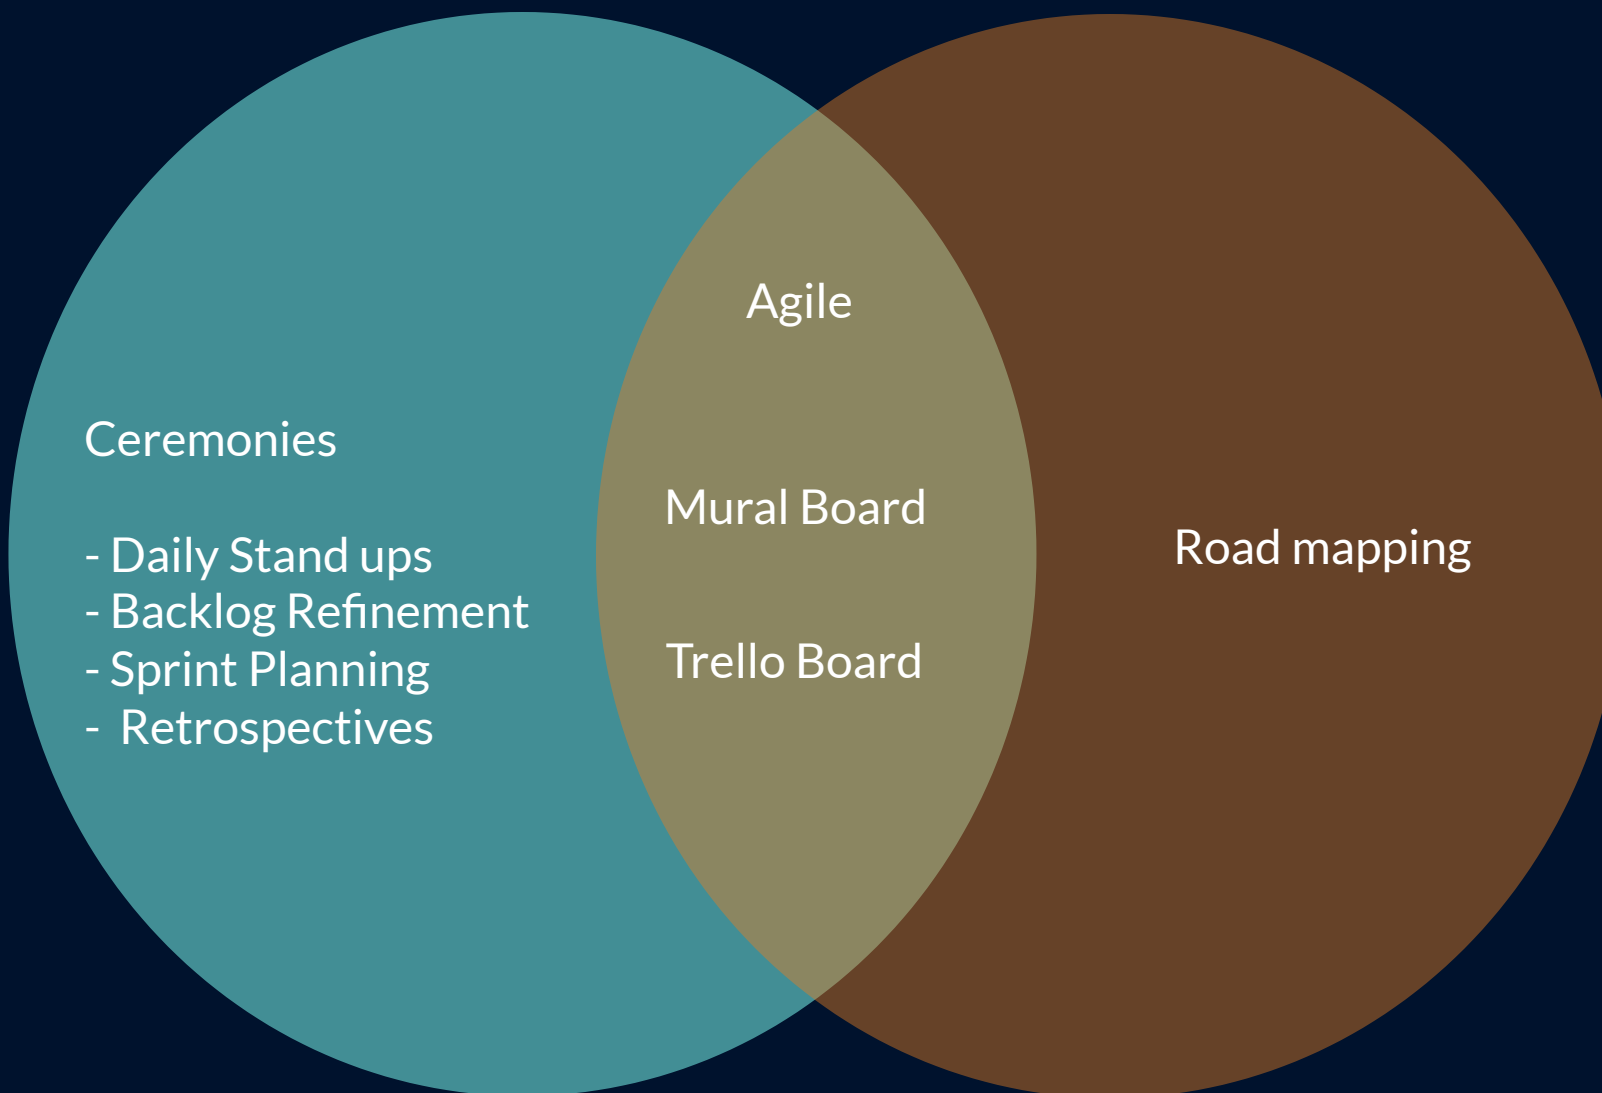 Ceremonies
- Daily Stand ups
- Backlog Refinement
- Sprint Planning
-  Retrospectives
Agile
Mural Board
Trello Board
Road mapping